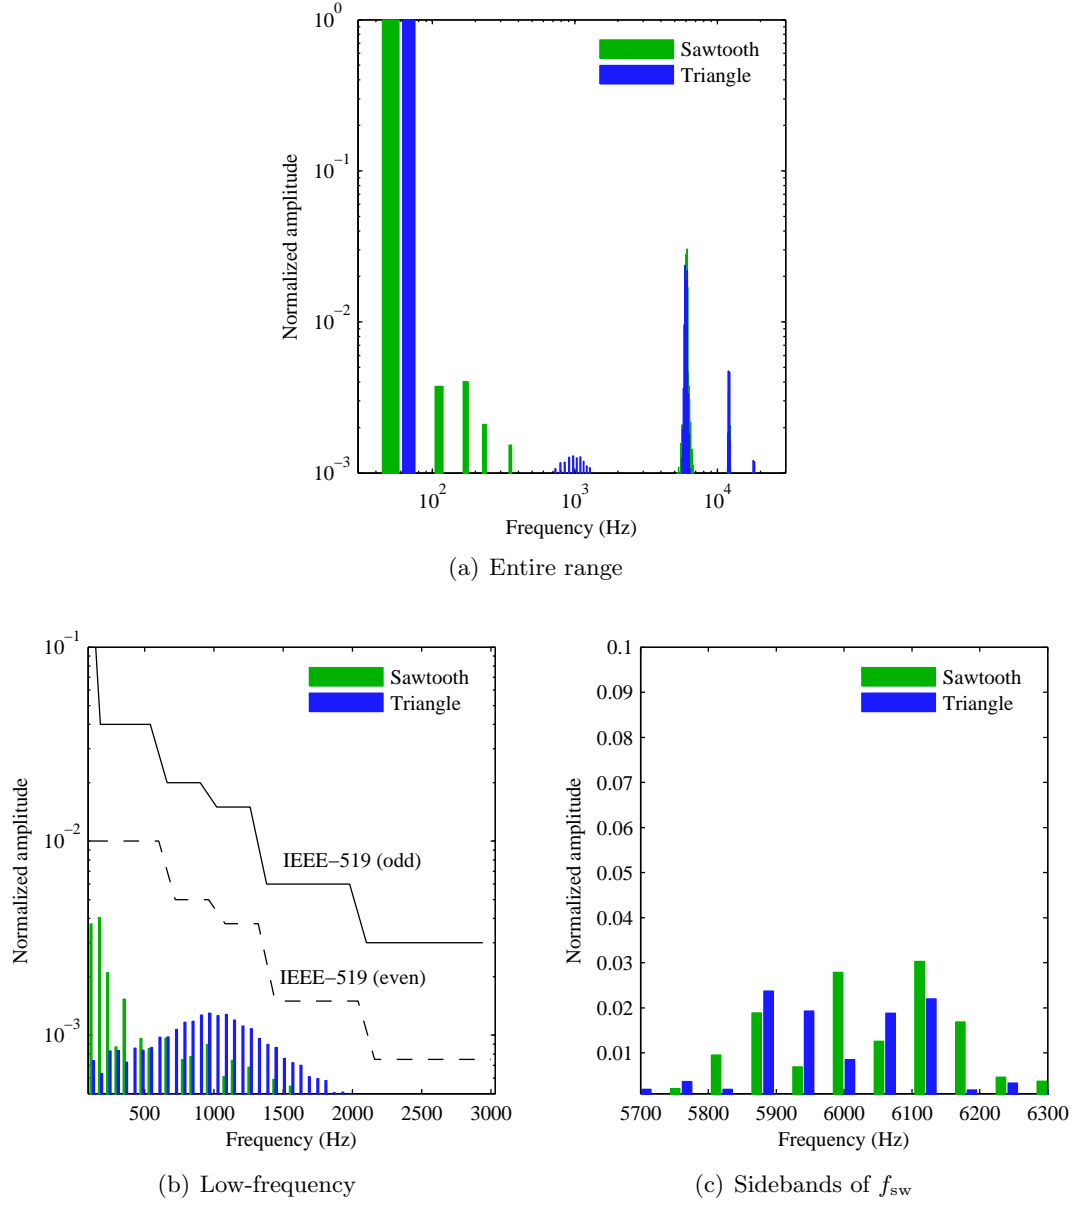 10^0
Sawtooth
Triangle
10^-1
10^-2
10^-3
Normalized amplitude
10^2 10^3 10^4
Frequency (Hz)
(a) Entire range
10^-1
Sawtooth
Triangle
10^-2
IEEE−519 (odd)
IEEE−519 (even)
10^-3
Normalized amplitude
500 1000 1500 2000 2500 3000
Frequency (Hz)
(b) Low-frequency
0.1
Sawtooth
Triangle
0.09
0.08
0.07
0.06
0.05
0.04
0.03
0.02
0.01
Normalized amplitude
5700 5800 5900 6000 6100 6200 6300
Frequency (Hz)
(c) Sidebands of f_sw